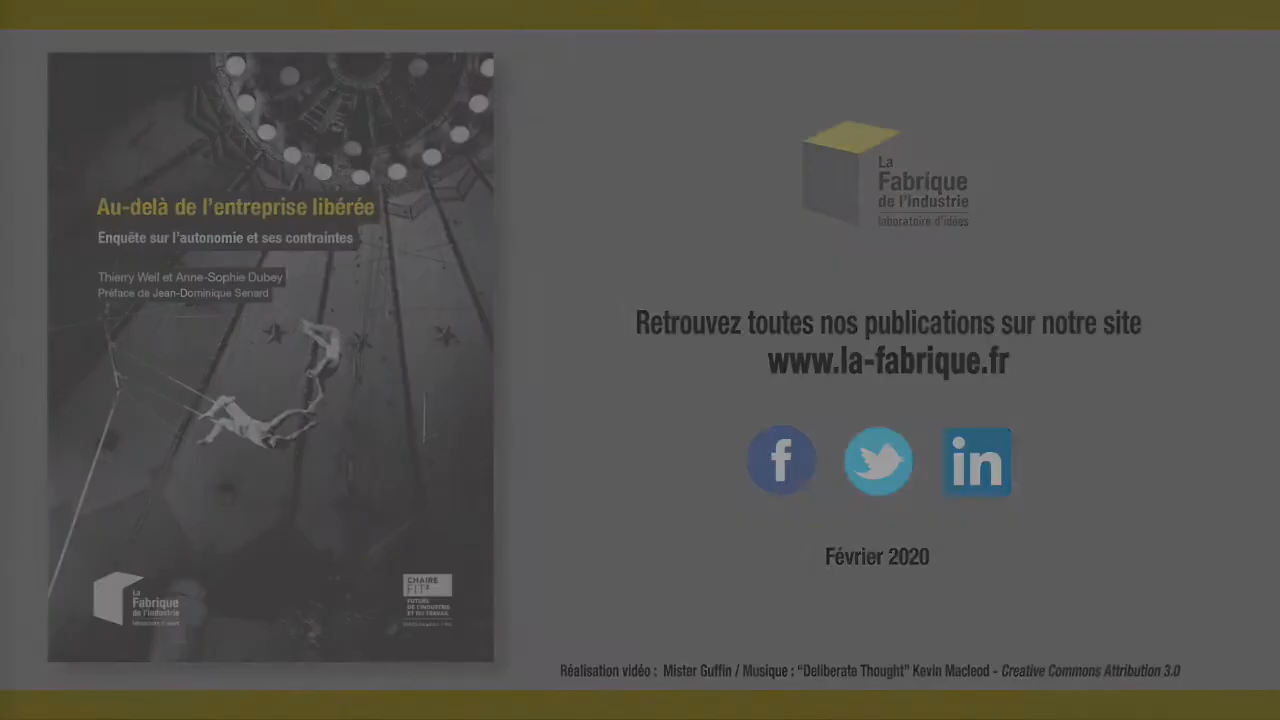 Au-delà de l'entreprise libérée
Enquête sur l'autonomie et ses contraintes
Thierry Weil et Anne-Sophie Dubey
Préface de Jean-Dominique Senard
La
Fabrique
de l'industrie
laboratoire d'idées
CHAIRE
FIT²
FUTURS
DE L'INDUSTRIE
ET DU TRAVAIL
La
Fabrique
de l'industrie
laboratoire d'idées
Retrouvez toutes nos publications sur notre site
www.la-fabrique.fr
f
in
Février 2020
Réalisation vidéo : Mister Guffin / Musique : “Deliberate Thought” Kevin Macleod - Creative Commons Attribution 3.0